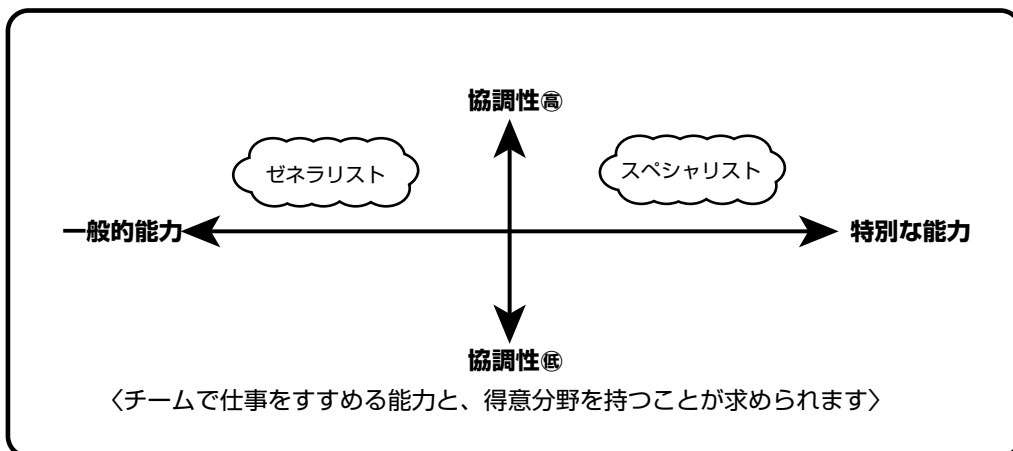 協調性㊤高
ゼネラリスト
スペシャリスト
一般的能力
特別な能力
協調性低
〈チームで仕事をすすめる能力と、得意分野を持つことが求められます〉